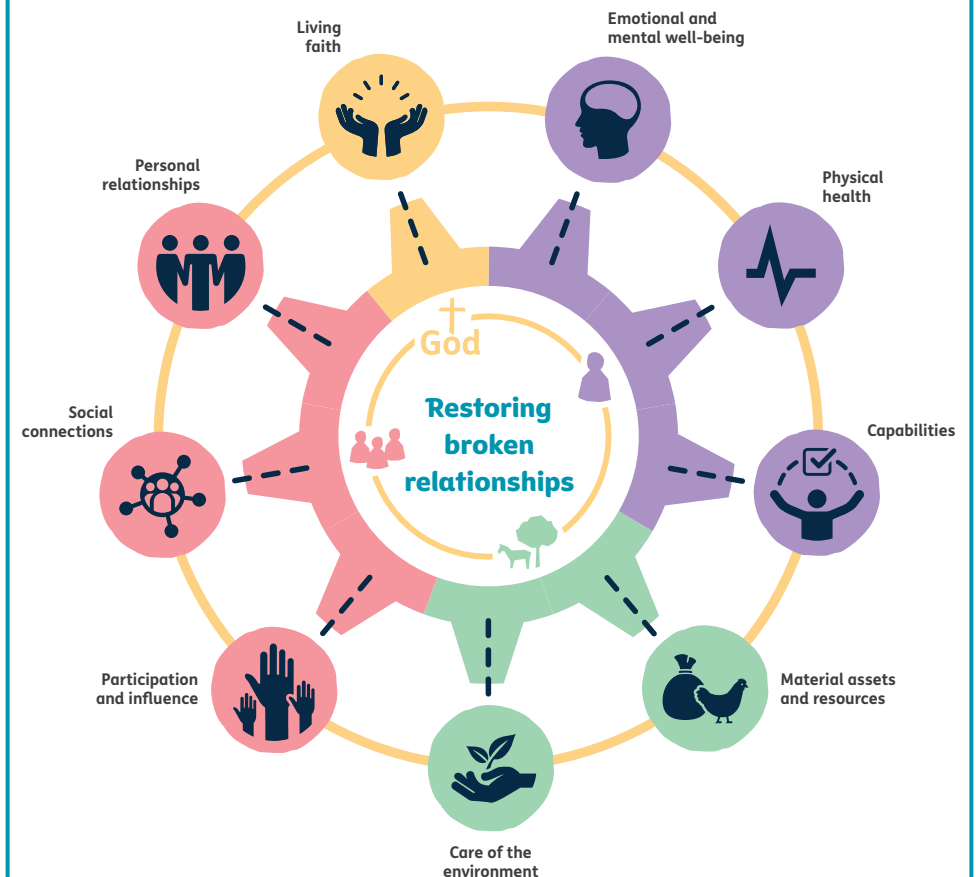 Living
faith
Emotional and
mental well-being
Personal
relationships
Physical
health
God
Restoring
broken
relationships
Social
connections
Capabilities
Participation
and influence
Material assets
and resources
Care of the
environment